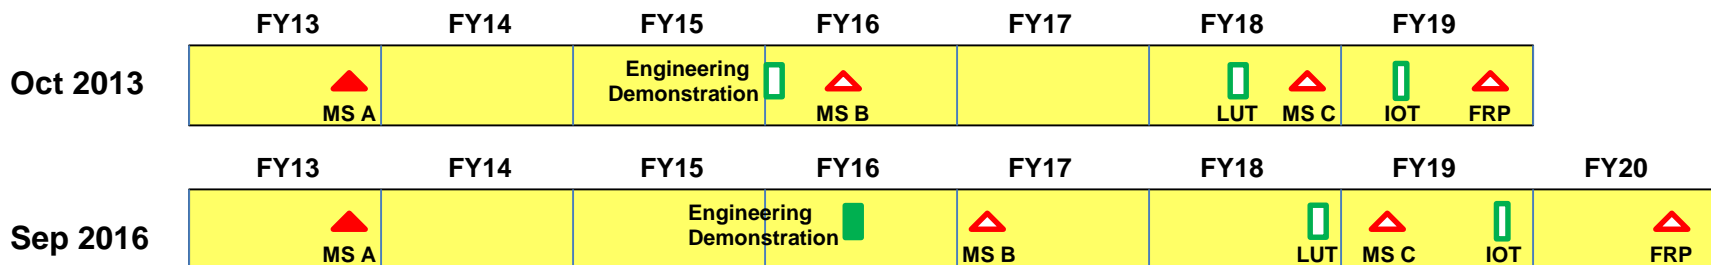 FY13 FY14 FY15 FY16 FY17 FY18 FY19
Oct 2013
Engineering
Demonstration
MS A MS B LUT MS C IOT FRP
FY13 FY14 FY15 FY16 FY17 FY18 FY19 FY20
Sep 2016
Engineering
Demonstration
MS A MS B LUT MS C IOT FRP